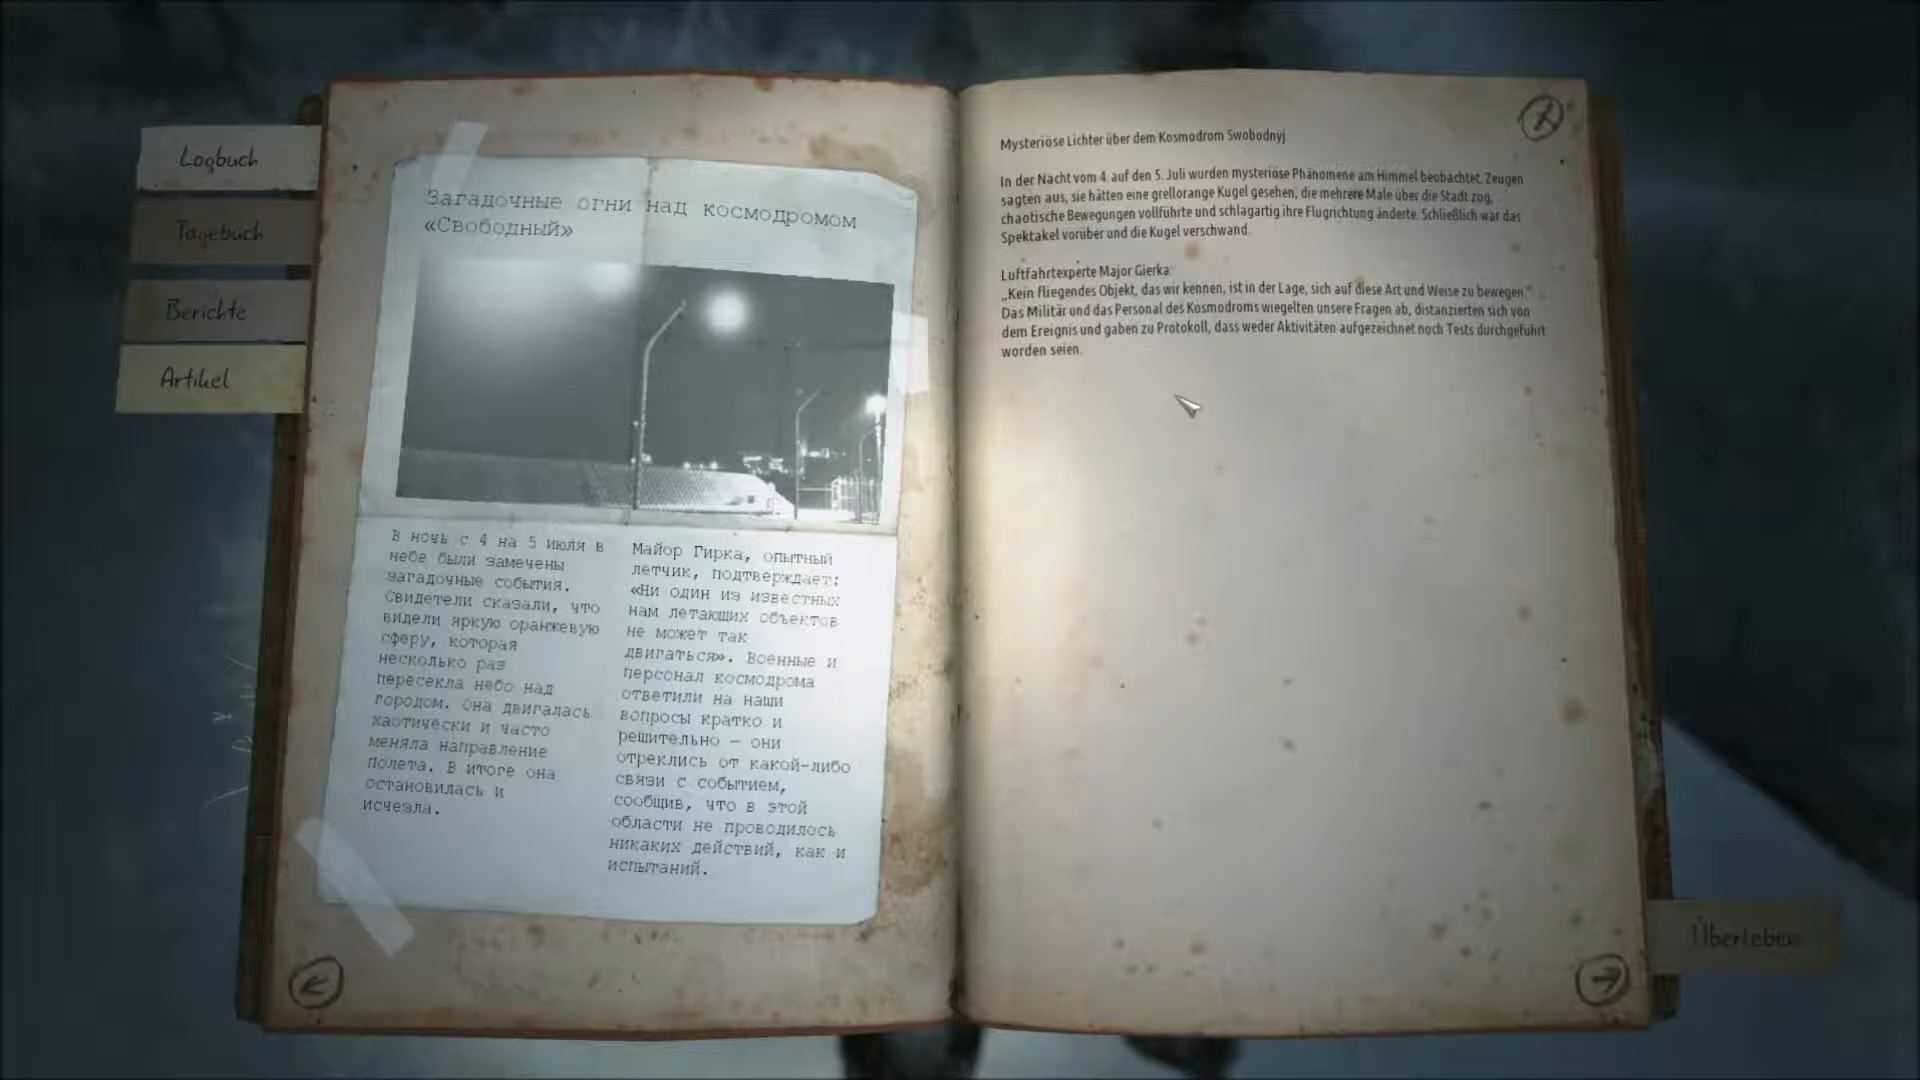 Logbuch
Tagebuch
Berichte
Artikel
Загадочные огни над космодромом
«Свободный»
В ночь с 4 на 5 июля в
небе были замечены
загадочные события.
Свидетели сказали, что
видели яркую оранжевую
сферу, которая
несколько раз
пересекла небо над
городом. Она двигалась
хаотически и часто
меняла направление
полета. В итоге она
остановилась и
исчезла.
Майор Гирка, опытный
летчик, подтверждает:
«Ни один из известных
нам летающих объектов
не может так
двигаться». Военные и
персонал космодрома
ответили на наши
вопросы кратко и
решительно — они
отреклись от какой-либо
связи с событием,
сообщив, что в этой
области не проводилось
никаких действий, как и
испытаний.
Mysteriöse Lichter über dem Kosmodrom Swobodnyj
In der Nacht vom 4. auf den 5. Juli wurden mysteriöse Phänomene am Himmel beobachtet. Zeugen
sagten aus, sie hätten eine grellorange Kugel gesehen, die mehrere Male über die Stadt zog,
chaotische Bewegungen vollführte und schlagartig ihre Flugrichtung änderte. Schließlich war das
Spektakel vorüber und die Kugel verschwand.
Luftfahrtexperte Major Gierka:
„Kein fliegendes Objekt, das wir kennen, ist in der Lage, sich auf diese Art und Weise zu bewegen.“
Das Militär und das Personal des Kosmodroms wiegelten unsere Fragen ab, distanzierten sich von
dem Ereignis und gaben zu Protokoll, dass weder Aktivitäten aufgezeichnet noch Tests durchgeführt
worden seien.
Überleben